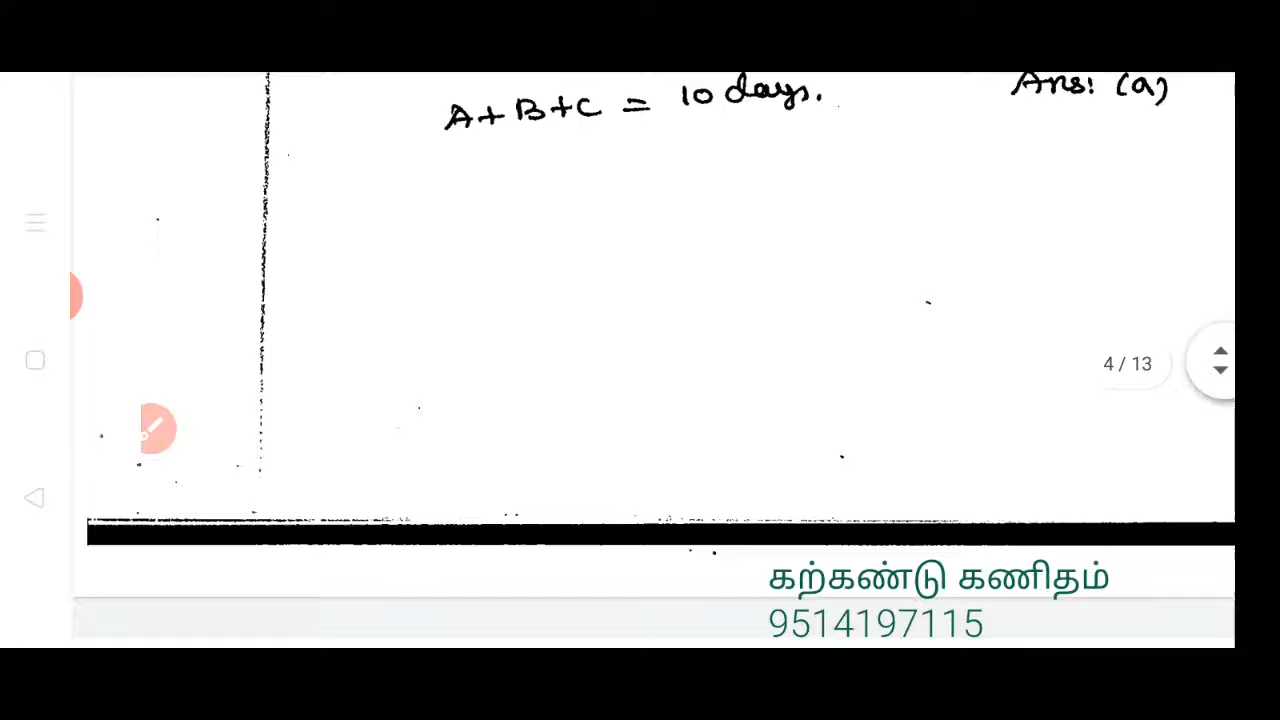 A+B+C = 10 days.
Ans: (a)
4 / 13
கற்கண்டு கணிதம்
9514197115